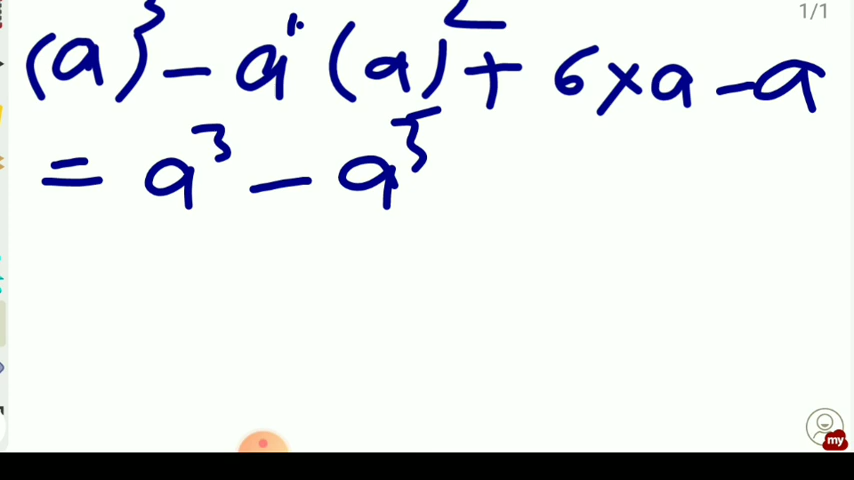 1/1
(a)³ - a¹ (a)² + 6 × a - a
= a³ - a³
my